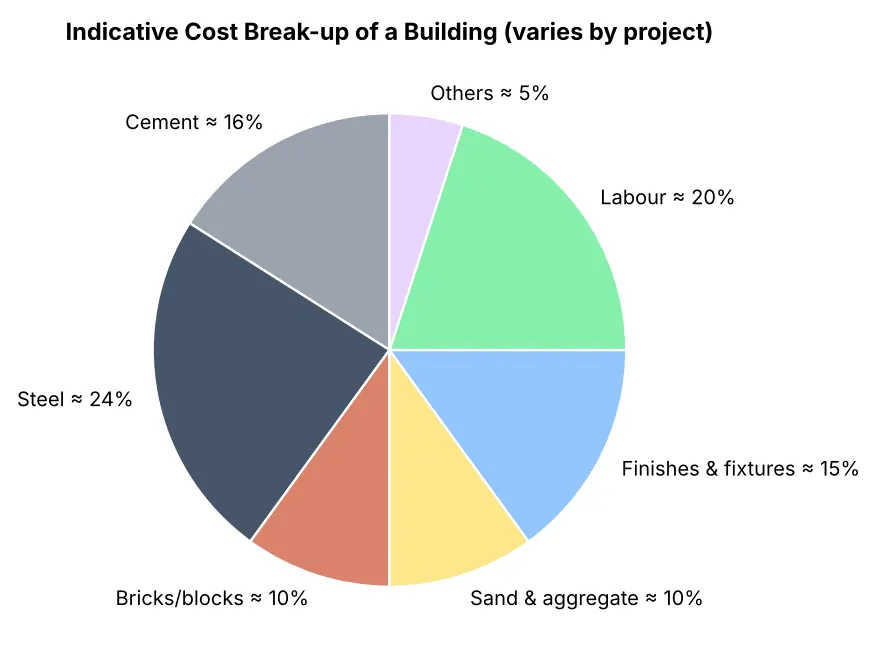 Indicative Cost Break-up of a Building (varies by project)
Others ≈ 5%
Cement ≈ 16%
Labour ≈ 20%
Steel ≈ 24%
Finishes & fixtures ≈ 15%
Bricks/blocks ≈ 10%
Sand & aggregate ≈ 10%